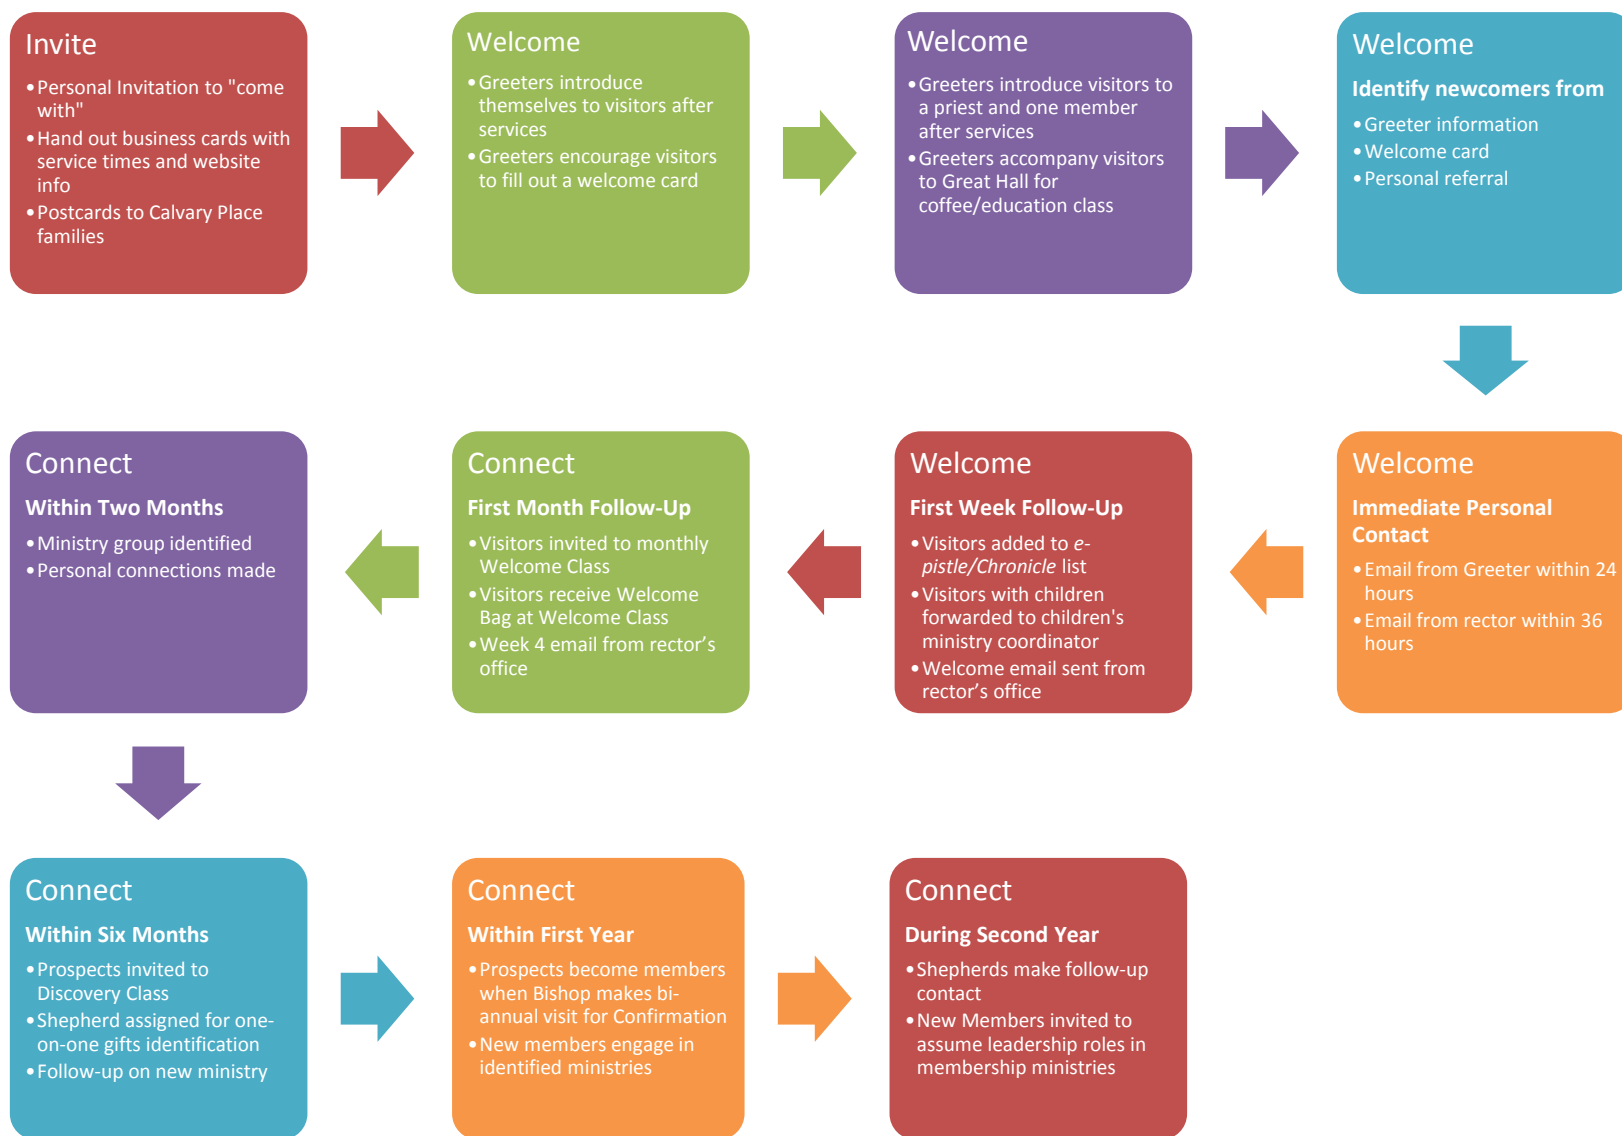 Invite
•Personal Invitation to "come
with"
•Hand out business cards with
service times and website
info
•Postcards to Calvary Place
families
Welcome
•Greeters introduce
themselves to visitors after
services
•Greeters encourage visitors
to fill out a welcome card
Welcome
•Greeters introduce visitors to
a priest and one member
after services
•Greeters accompany visitors
to Great Hall for
coffee/education class
Welcome
Identify newcomers from
•Greeter information
•Welcome card
•Personal referral
Welcome
Immediate Personal
Contact
•Email from Greeter within 24
hours
•Email from rector within 36
hours
Welcome
First Week Follow-Up
•Visitors added to e-
pistle/Chronicle list
•Visitors with children
forwarded to children's
ministry coordinator
•Welcome email sent from
rector’s office
Connect
First Month Follow-Up
•Visitors invited to monthly
Welcome Class
•Visitors receive Welcome
Bag at Welcome Class
•Week 4 email from rector’s
office
Connect
Within Two Months
•Ministry group identified
•Personal connections made
Connect
Within Six Months
•Prospects invited to
Discovery Class
•Shepherd assigned for one-
on-one gifts identification
•Follow-up on new ministry
Connect
Within First Year
•Prospects become members
when Bishop makes bi-
annual visit for Confirmation
•New members engage in
identified ministries
Connect
During Second Year
•Shepherds make follow-up
contact
•New Members invited to
assume leadership roles in
membership ministries